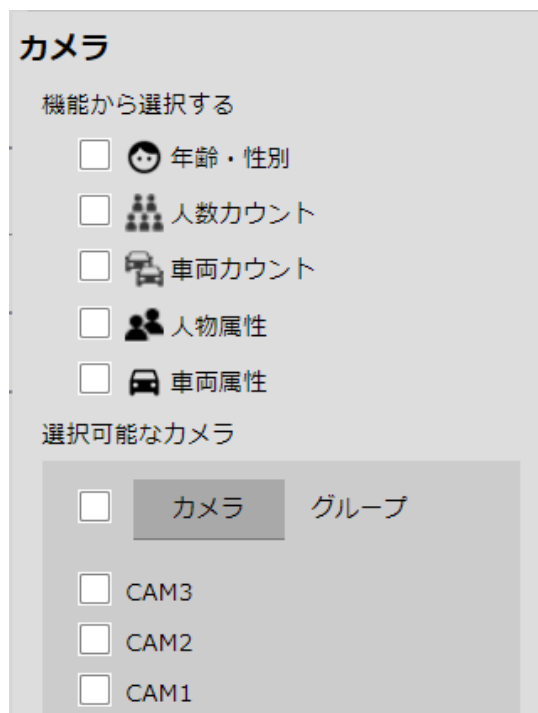 カメラ
機能から選択する
年齢・性別
人数カウント
車両カウント
人物属性
車両属性
選択可能なカメラ
カメラ グループ
CAM3
CAM2
CAM1